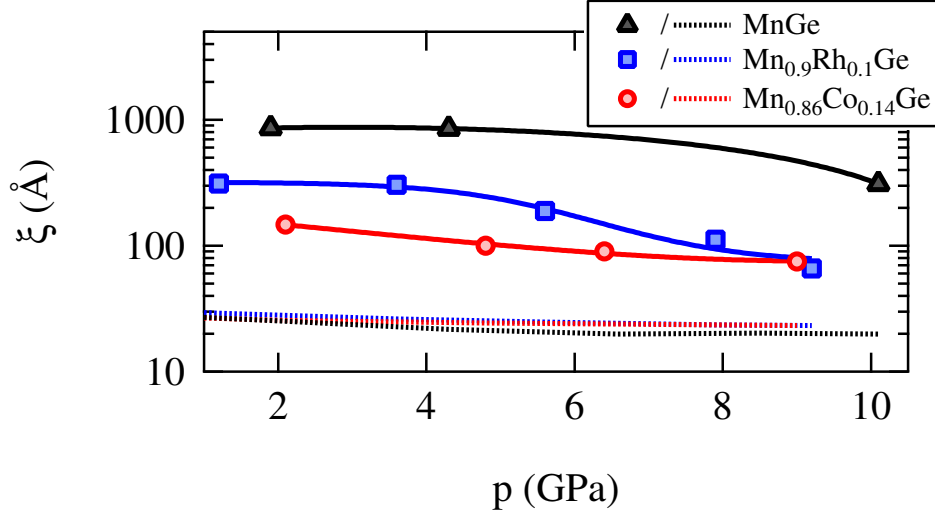 / MnGe
/ Mn0.9Rh0.1Ge
/ Mn0.86Co0.14Ge
1000
100
10
ξ (Å)
2 4 6 8 10
p (GPa)